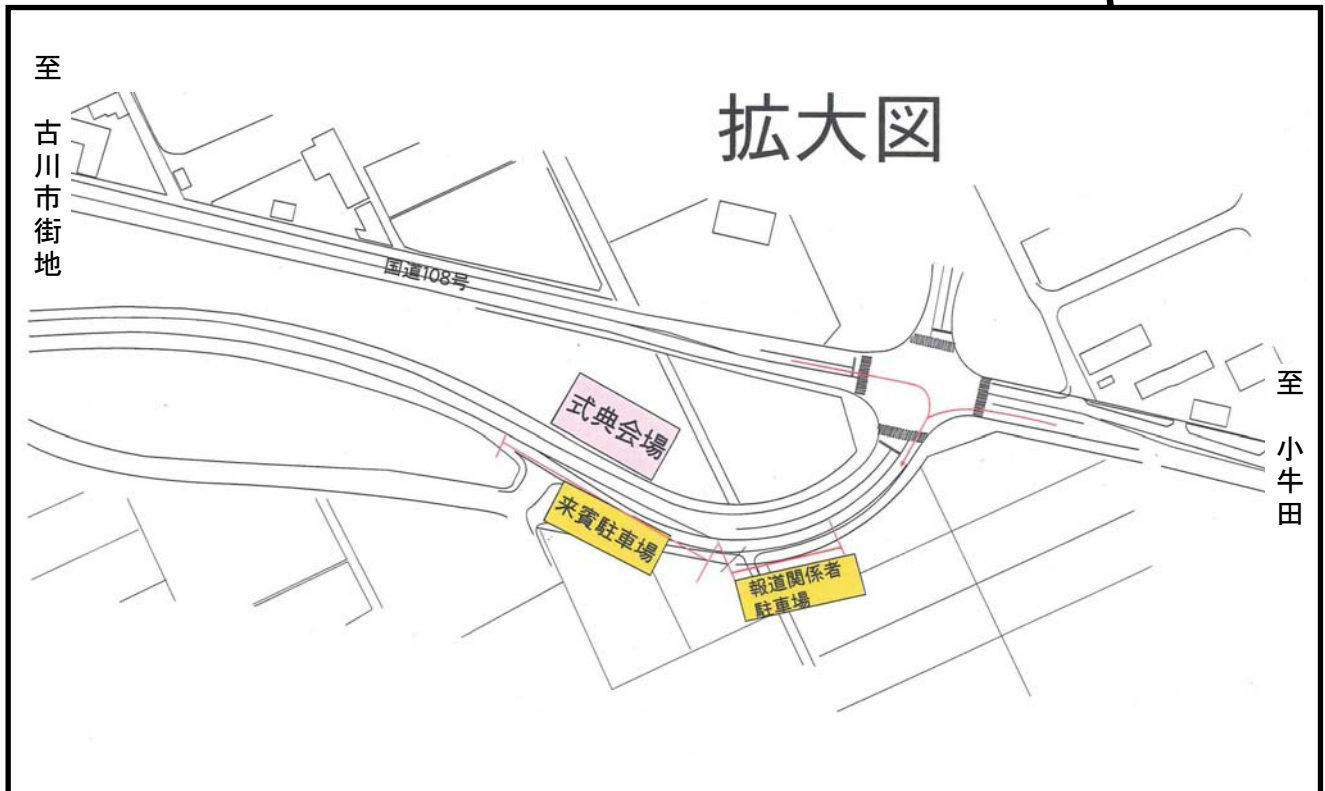 拡大図
至 古川市街地
国道108号
式典会場
来賓駐車場
報道関係者
駐車場
至 小牛田